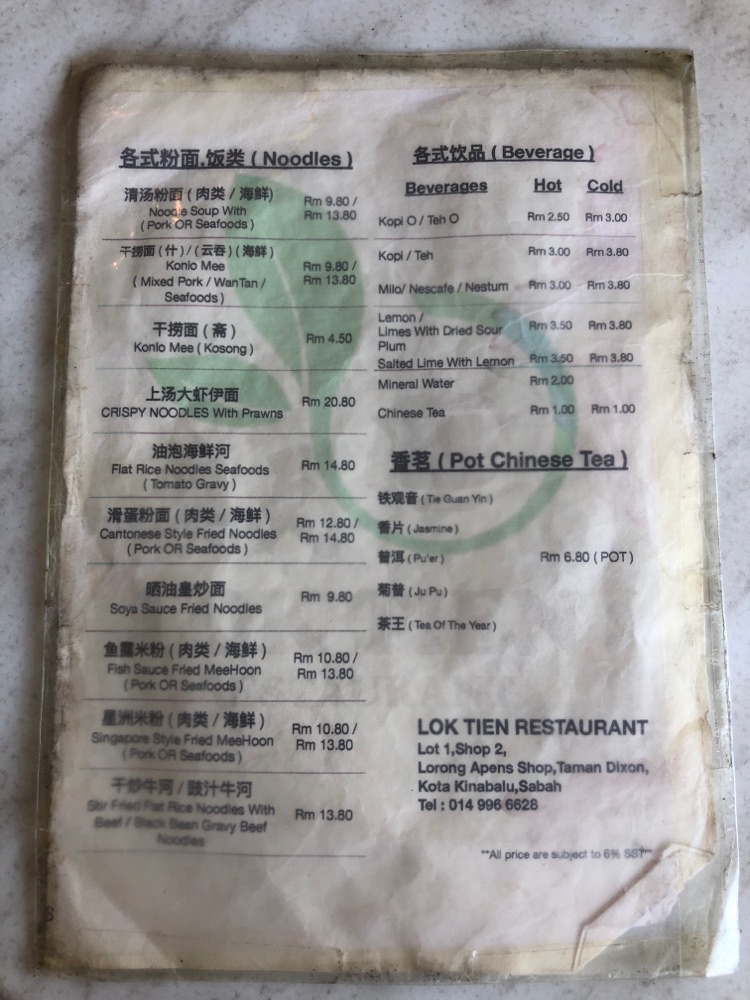 各式粉面.饭类 ( Noodles )
清汤粉面 ( 肉类 / 海鲜)
Noodle Soup With
( Pork OR Seafoods )
Rm 9.80 /
Rm 13.80
干捞面 ( 什 ) / ( 云吞 ) ( 海鲜 )
Konlo Mee
( Mixed Pork / WanTan /
Seafoods )
Rm 9.80 /
Rm 13.80
干捞面 ( 斋 )
Konlo Mee ( Kosong )
Rm 4.50
上汤大虾伊面
CRISPY NOODLES With Prawns
Rm 20.80
油泡海鲜河
Flat Rice Noodles Seafoods
( Tomato Gravy )
Rm 14.80
滑蛋粉面 ( 肉类 / 海鲜 )
Cantonese Style Fried Noodles
( Pork OR Seafoods )
Rm 12.80 /
Rm 14.80
晒油皇炒面
Soya Sauce Fried Noodles
Rm 9.80
鱼露米粉 ( 肉类 / 海鲜 )
Fish Sauce Fried MeeHoon
( Pork OR Seafoods )
Rm 10.80 /
Rm 13.80
星洲米粉 ( 肉类 / 海鲜 )
Singapore Style Fried MeeHoon
( Pork OR Seafoods )
Rm 10.80 /
Rm 13.80
干炒牛河 / 豉汁牛河
Stir Fried Flat Rice Noodles With
Beef / Black Bean Gravy Beef
Noodles
Rm 13.80
各式饮品 ( Beverage )
Beverages Hot Cold
Kopi O / Teh O Rm 2.50 Rm 3.00
Kopi / Teh Rm 3.00 Rm 3.80
Milo/ Nescafe / Nestum Rm 3.00 Rm 3.80
Lemon /
Limes With Dried Sour Rm 3.50 Rm 3.80
Plum
Salted Lime With Lemon Rm 3.50 Rm 3.80
Mineral Water Rm 2.00
Chinese Tea Rm 1.00 Rm 1.00
香茗 ( Pot Chinese Tea )
铁观音 ( Tie Guan Yin )
香片 ( Jasmine )
普洱 ( Pu'er ) Rm 6.80 ( POT )
菊普 ( Ju Pu )
茶王 ( Tea Of The Year )
LOK TIEN RESTAURANT
Lot 1,Shop 2,
Lorong Apens Shop,Taman Dixon,
Kota Kinabalu,Sabah
Tel : 014 996 6628
**All price are subject to 6% SST**